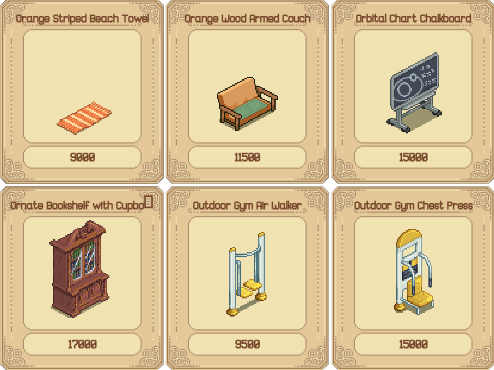 Orange Striped Beach Towel
Orange Wood Armed Couch
Orbital Chart Chalkboard
9000
11500
15000
Ornate Bookshelf with Cupbo
Outdoor Gym Air Walker
Outdoor Gym Chest Press
17000
9500
15000